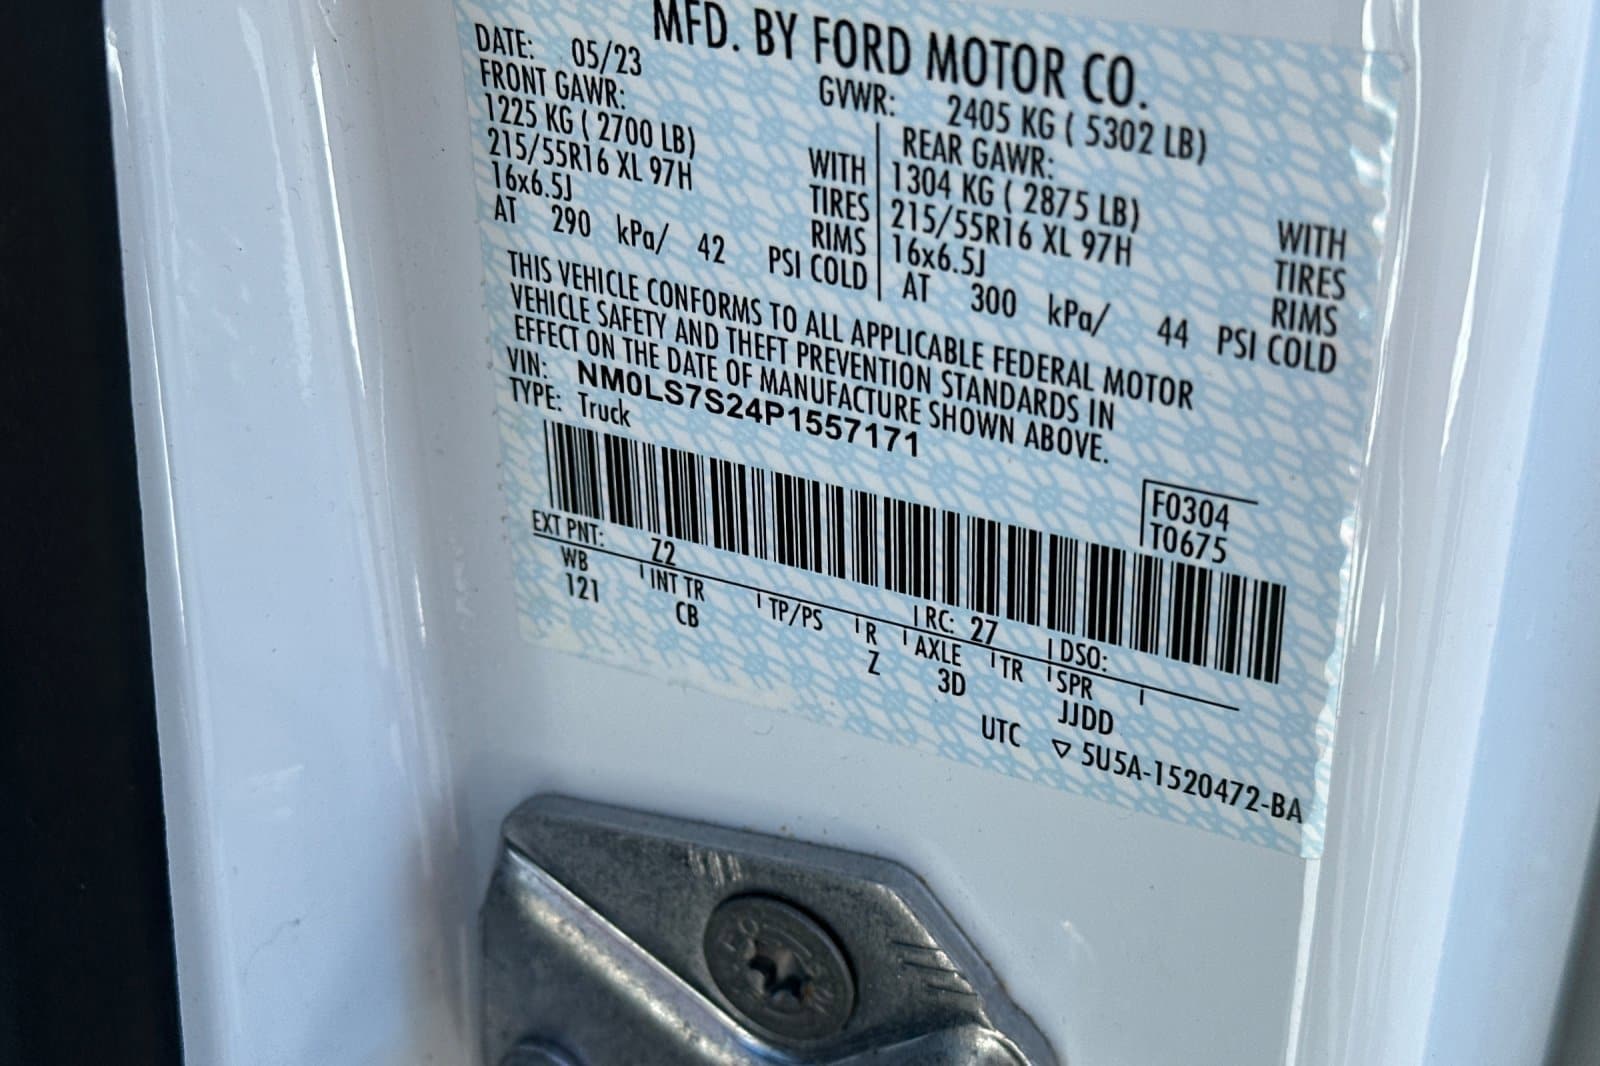 MFD. BY FORD MOTOR CO.
DATE: 05/23
GVWR: 2405 KG ( 5302 LB)
FRONT GAWR:
REAR GAWR:
1225 KG ( 2700 LB) WITH
1304 KG ( 2875 LB) WITH
215/55R16 XL 97H TIRES
215/55R16 XL 97H TIRES
16x6.5J RIMS
16x6.5J RIMS
AT 290 kPa/ 42 PSI COLD
AT 300 kPa/ 44 PSI COLD
THIS VEHICLE CONFORMS TO ALL APPLICABLE FEDERAL MOTOR
VEHICLE SAFETY AND THEFT PREVENTION STANDARDS IN
EFFECT ON THE DATE OF MANUFACTURE SHOWN ABOVE.
VIN: NM0LS7S24P1557171
TYPE: Truck
F0304
T0675
EXT PNT: Z2 RC: 27 DSO:
WB INT TR TP/PS R AXLE TR SPR
121 CB Z 3D JJDD
UTC ▽ 5U5A-1520472-BA